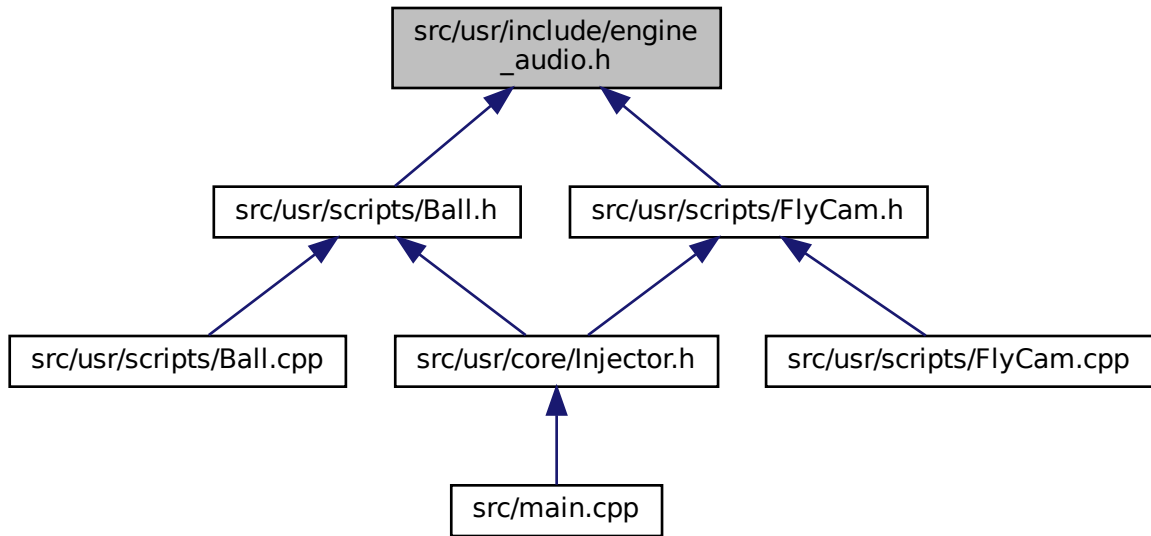 src/usr/include/engine
_audio.h
src/usr/scripts/Ball.h
src/usr/scripts/FlyCam.h
src/usr/scripts/Ball.cpp
src/usr/core/Injector.h
src/usr/scripts/FlyCam.cpp
src/main.cpp